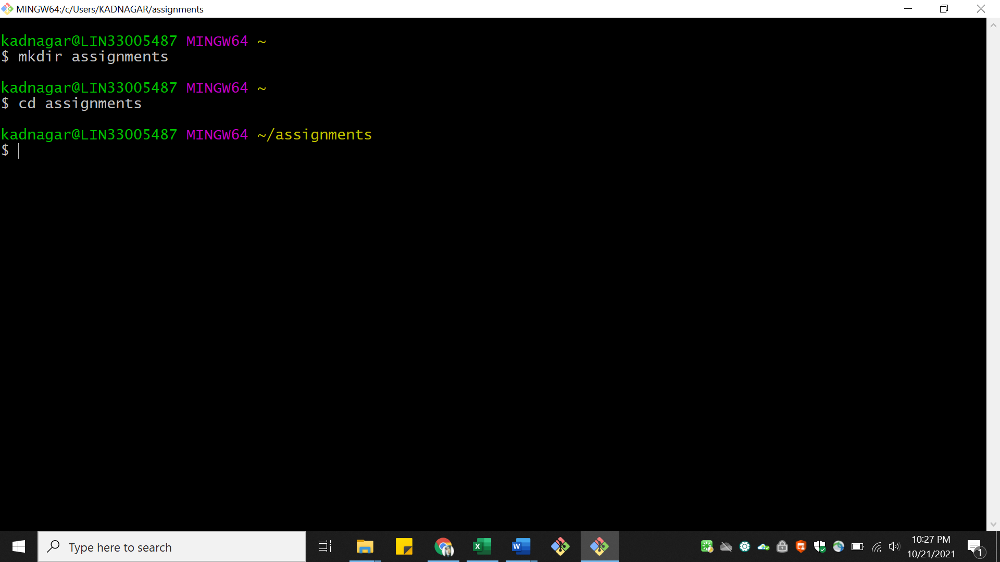 MINGW64:/c/Users/KADNAGAR/assignments
kadnagar@LIN33005487 MINGW64 ~
$ mkdir assignments
kadnagar@LIN33005487 MINGW64 ~
$ cd assignments
kadnagar@LIN33005487 MINGW64 ~/assignments
$
Type here to search
X
W
10:27 PM
10/21/2021
1